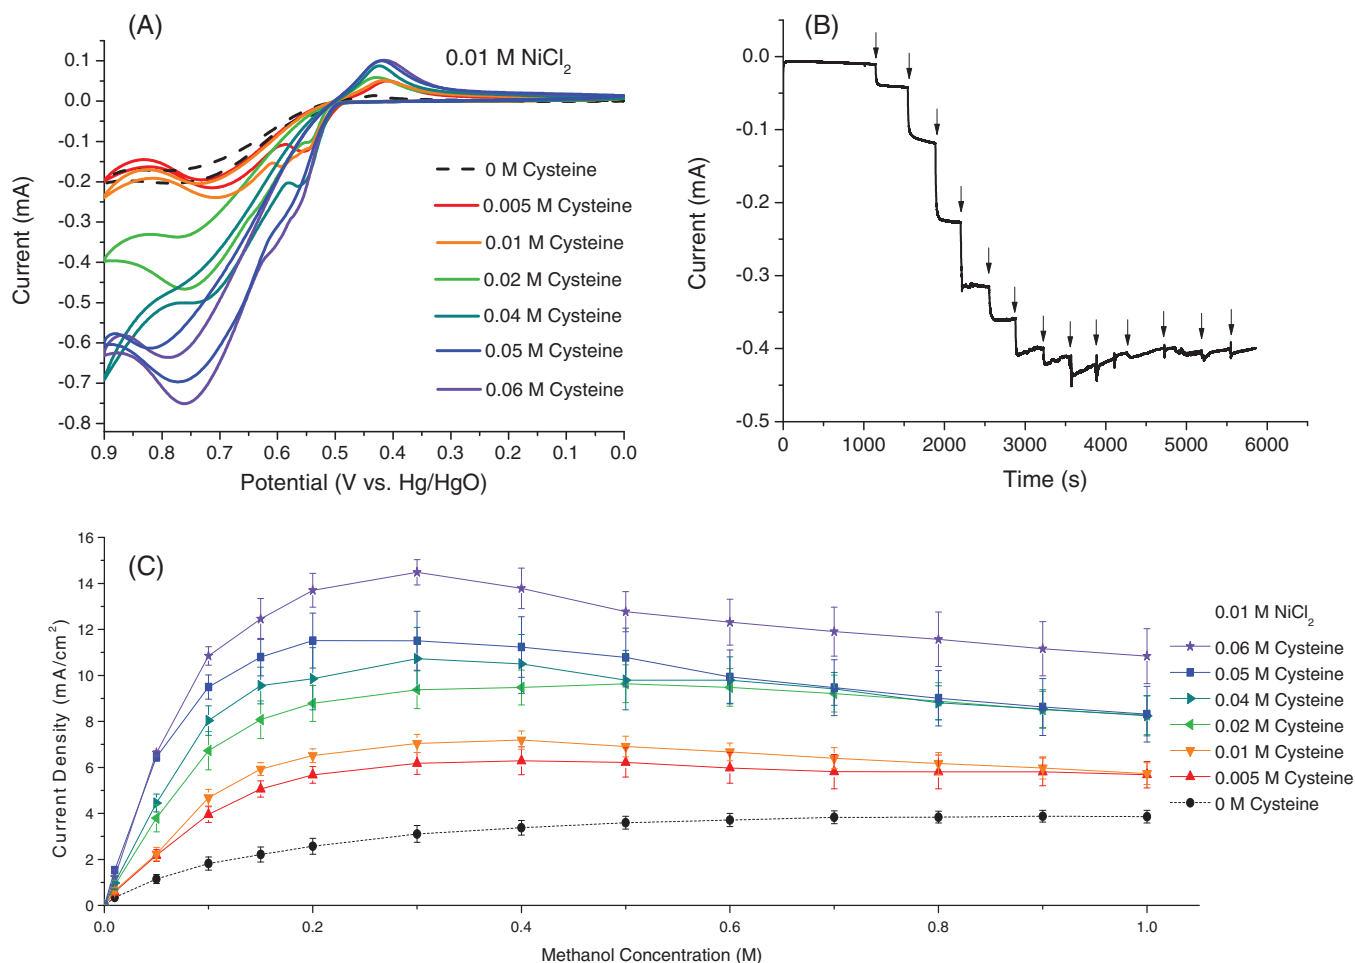 (A)
0.01 M NiCl2
0.1
0.0
-0.1
-0.2
-0.3
-0.4
-0.5
-0.6
-0.7
-0.8
Current (mA)
0 M Cysteine
0.005 M Cysteine
0.01 M Cysteine
0.02 M Cysteine
0.04 M Cysteine
0.05 M Cysteine
0.06 M Cysteine
0.9 0.8 0.7 0.6 0.5 0.4 0.3 0.2 0.1 0.0
Potential (V vs. Hg/HgO)
(B)
0.0
-0.1
-0.2
-0.3
-0.4
-0.5
Current (mA)
0 1000 2000 3000 4000 5000 6000
Time (s)
(C)
16
14
12
10
8
6
4
2
0
Current Density (mA/cm²)
0.0 0.2 0.4 0.6 0.8 1.0
Methanol Concentration (M)
0.01 M NiCl2
0.06 M Cysteine
0.05 M Cysteine
0.04 M Cysteine
0.02 M Cysteine
0.01 M Cysteine
0.005 M Cysteine
0 M Cysteine